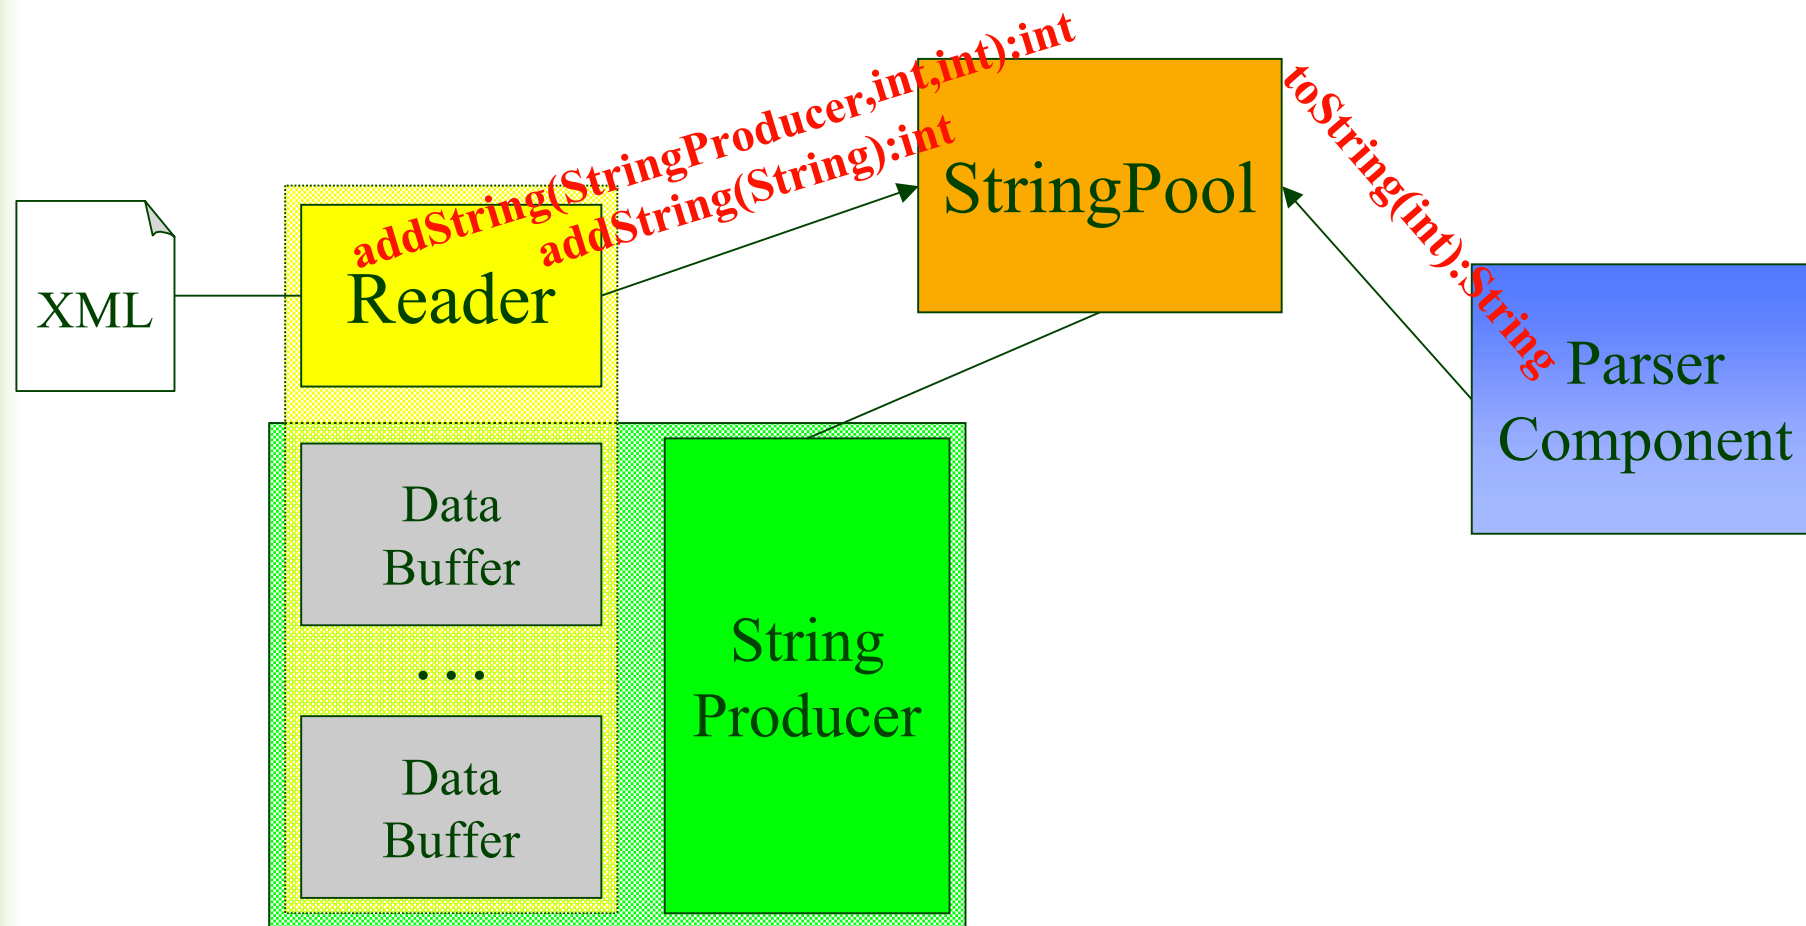 addString(StringProducer,int,int):int
addString(String):int
toString(int):String
StringPool
XML
Reader
Parser
Component
Data
Buffer
...
Data
Buffer
String
Producer